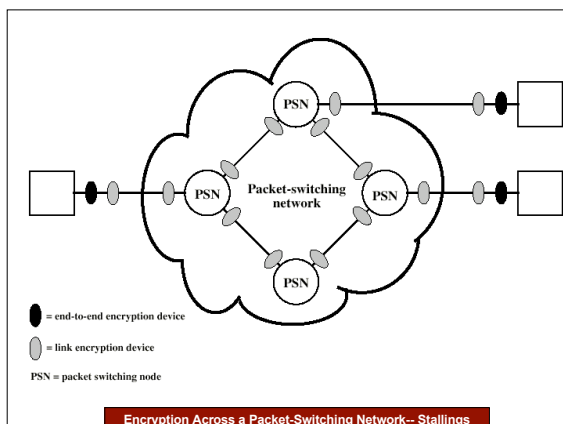 PSN
PSN
Packet-switching
network
PSN
PSN
= end-to-end encryption device
= link encryption device
PSN = packet switching node
Encryption Across a Packet-Switching Network-- Stallings